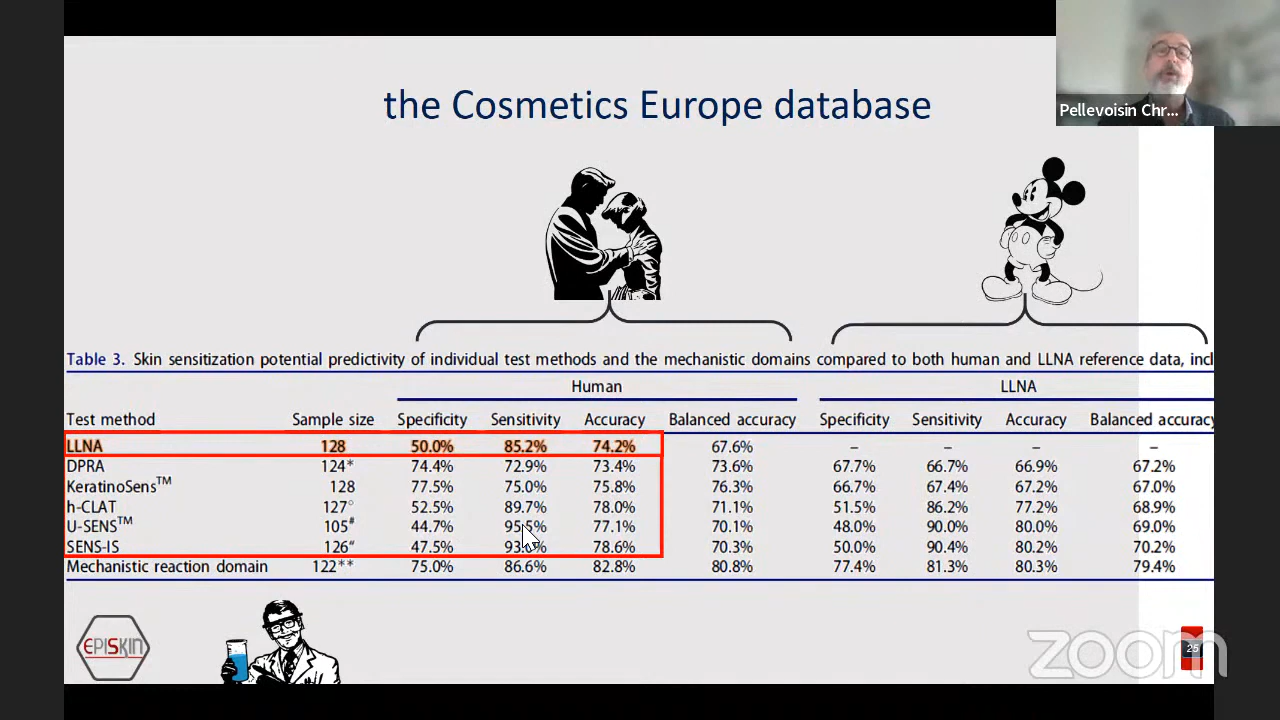 the Cosmetics Europe database
Pellevoisin Chr...
Table 3. Skin sensitization potential predictivity of individual test methods and the mechanistic domains compared to both human and LLNA reference data, incl
Human LLNA
Test method Sample size Specificity Sensitivity Accuracy Balanced accuracy Specificity Sensitivity Accuracy Balanced accuracy
LLNA 128 50.0% 85.2% 74.2% 67.6% – – – –
DPRA 124* 74.4% 72.9% 73.4% 73.6% 67.7% 66.7% 66.9% 67.2%
KeratinoSens™ 128 77.5% 75.0% 75.8% 76.3% 66.7% 67.4% 67.2% 67.0%
h-CLAT 127° 52.5% 89.7% 78.0% 71.1% 51.5% 86.2% 77.2% 68.9%
U-SENS™ 105# 44.7% 95.5% 77.1% 70.1% 48.0% 90.0% 80.0% 69.0%
SENS-IS 126" 47.5% 78.6% 70.3% 50.0% 90.4% 80.2% 70.2%
Mechanistic reaction domain 122** 75.0% 86.6% 82.8% 80.8% 77.4% 81.3% 80.3% 79.4%
EPISKIN
zoom
25